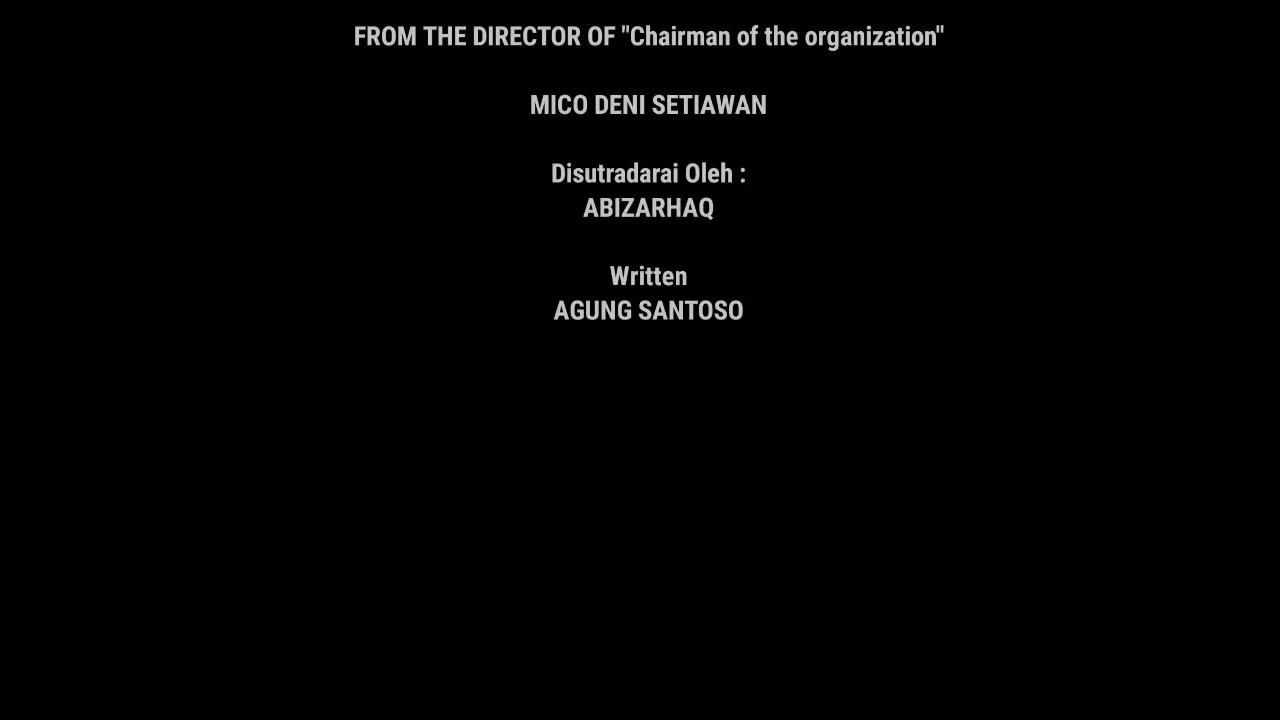 FROM THE DIRECTOR OF "Chairman of the organization"
MICO DENI SETIAWAN
Disutradarai Oleh :
ABIZARHAQ
Written
AGUNG SANTOSO